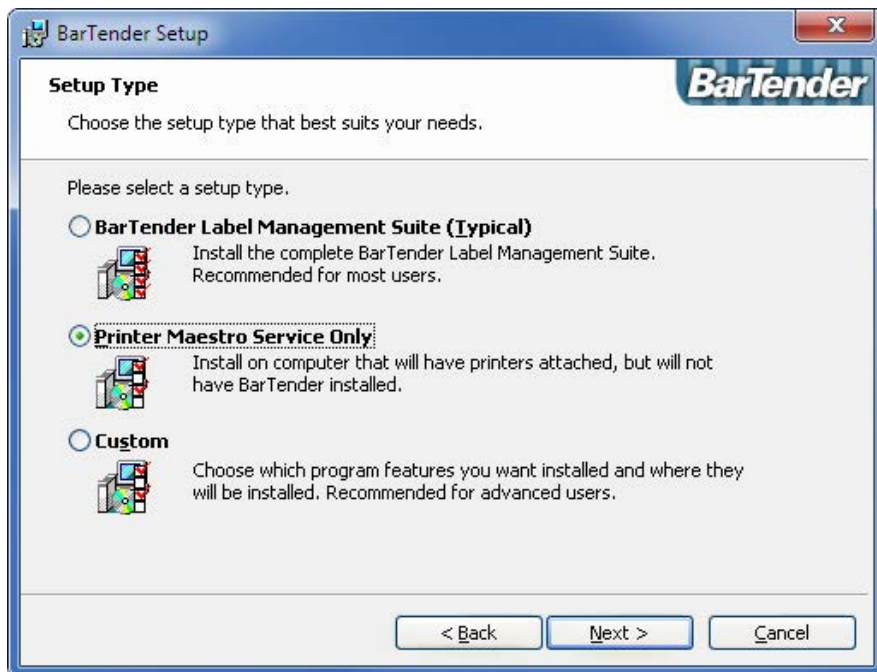 BarTender Setup
Setup Type
BarTender
Choose the setup type that best suits your needs.
Please select a setup type.
BarTender Label Management Suite (Typical)
Install the complete BarTender Label Management Suite.
Recommended for most users.
Printer Maestro Service Only
Install on computer that will have printers attached, but will not
have BarTender installed.
Custom
Choose which program features you want installed and where they
will be installed. Recommended for advanced users.
< Back
Next >
Cancel